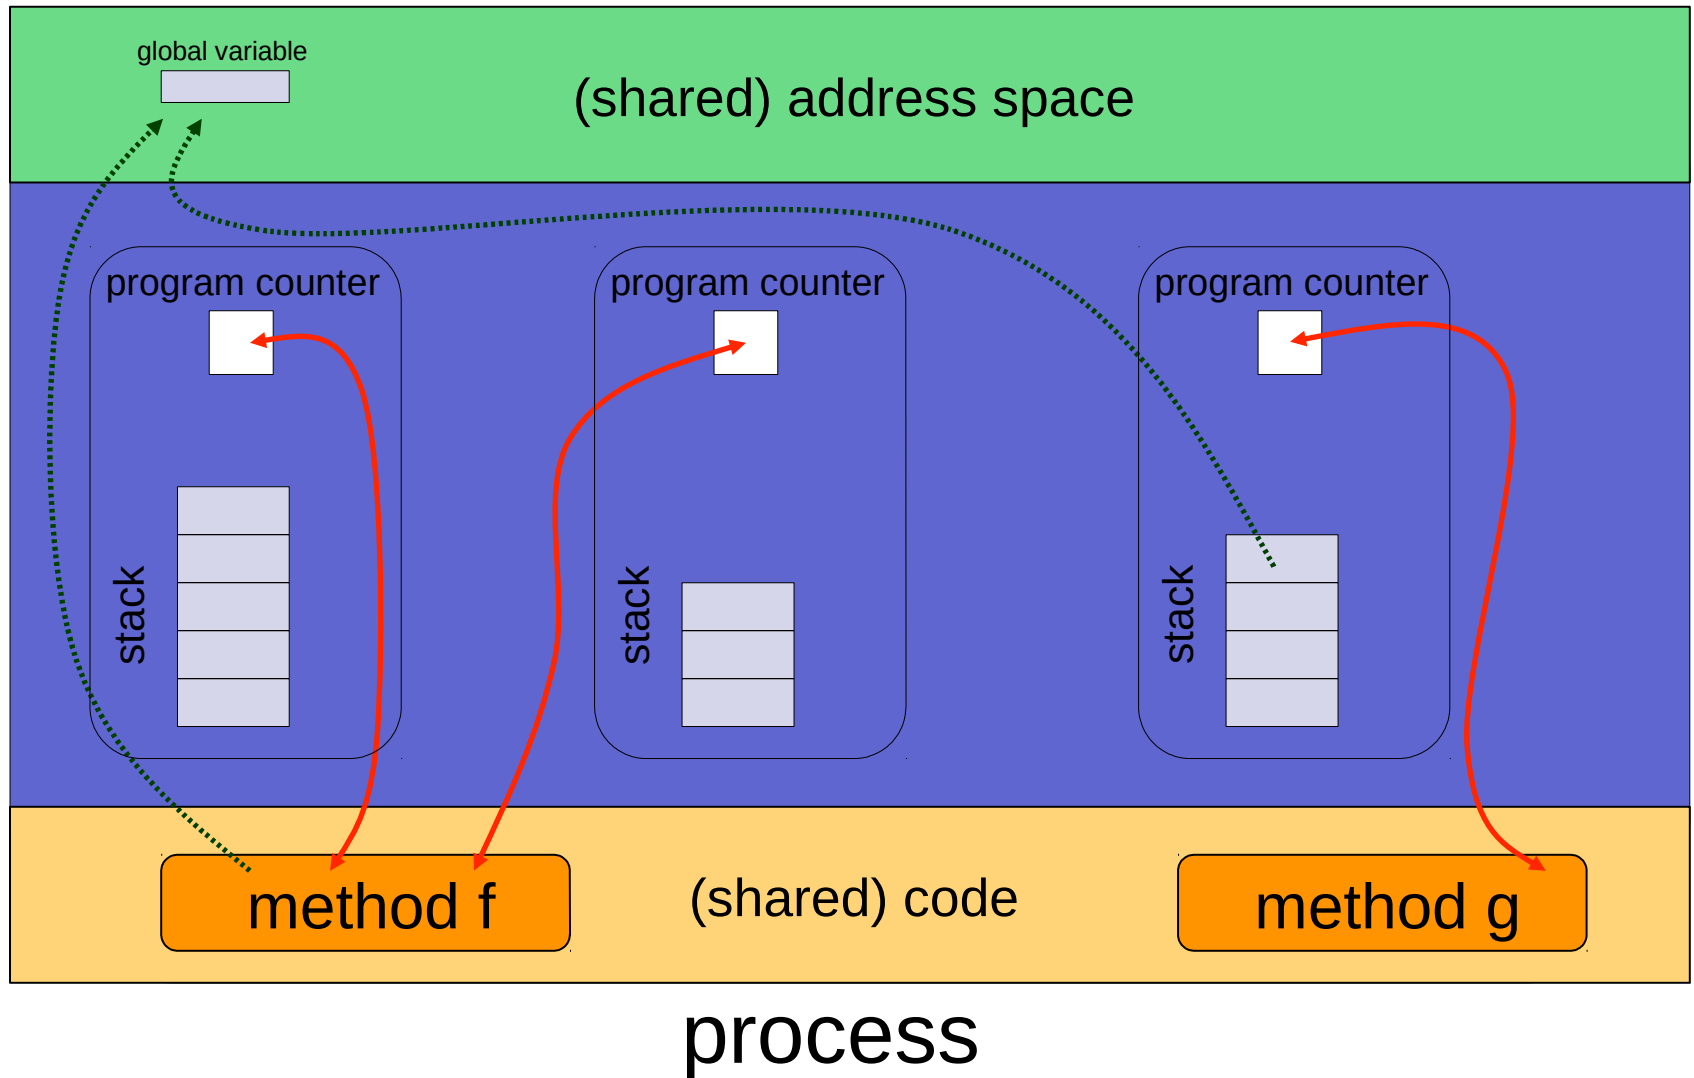 global variable
(shared) address space
program counter
program counter
program counter
stack
stack
stack
method f
(shared) code
method g
process